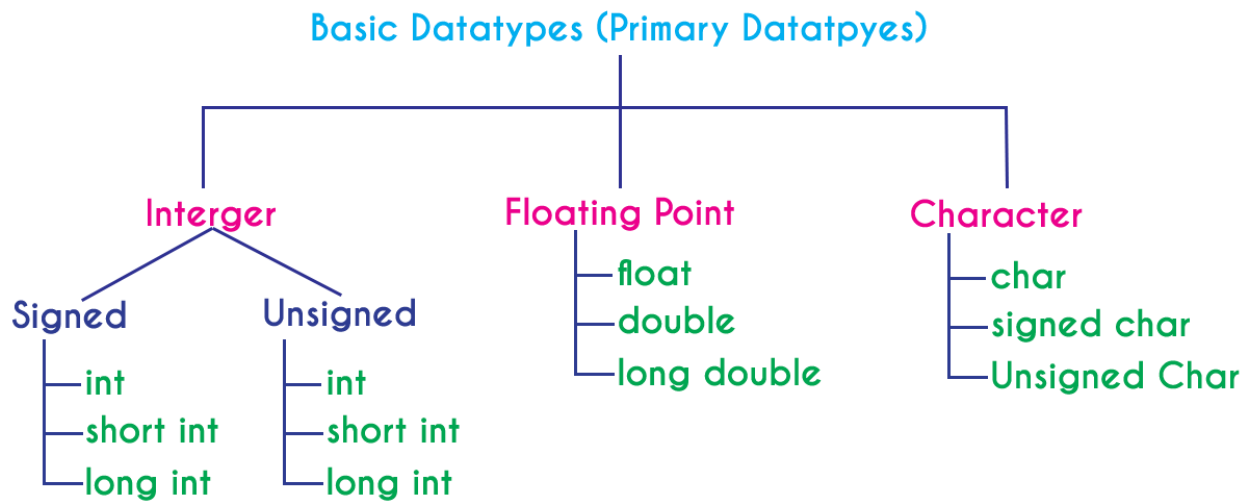 Basic Datatypes (Primary Datatpyes)
Interger
Floating Point
Character
Signed
Unsigned
int
short int
long int
int
short int
long int
float
double
long double
char
signed char
Unsigned Char